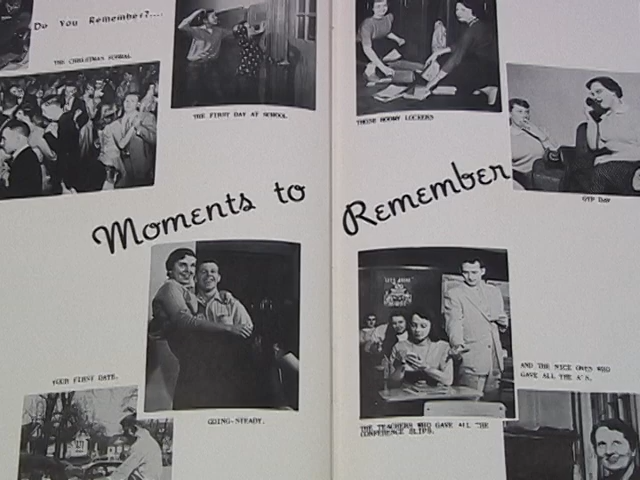 Do You Remember?....
THE CHRISTMAS FORMAL
THE FIRST DAY AT SCHOOL
THOSE ROOMY LOCKERS
GYP DAY
Moments to Remember
YOUR FIRST DATE.
GOING-STEADY.
THE TEACHERS WHO GAVE ALL THE
CONFERENCE SLIPS.
AND THE NICE ONES WHO
GAVE ALL THE A'S.